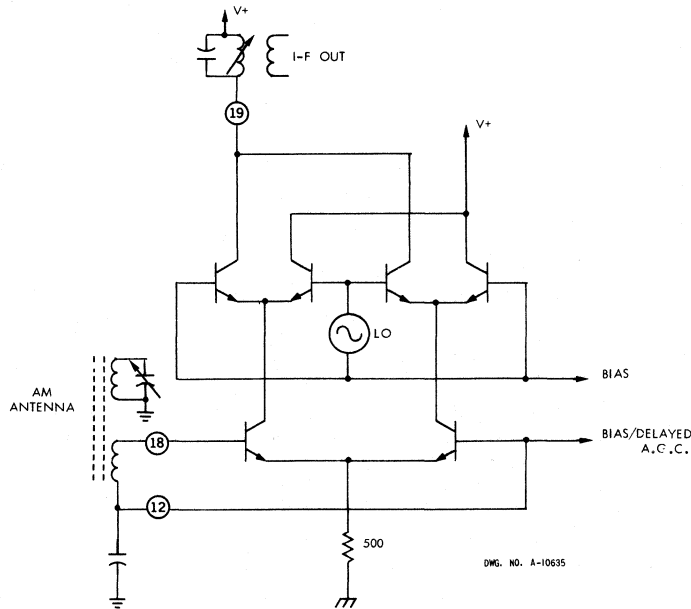 V+
I-F OUT
19
V+
LO
BIAS
AM
ANTENNA
18
BIAS/DELAYED
A.G.C.
12
500
DWG. NO. A-10635